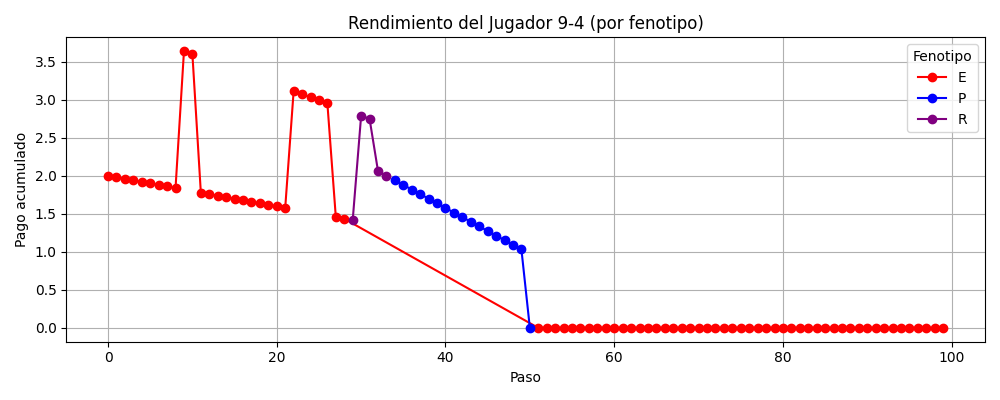 Rendimiento del Jugador 9-4 (por fenotipo)
Pago acumulado
3.5
3.0
2.5
2.0
1.5
1.0
0.5
0.0
0 20 40 60 80 100
Paso
Fenotipo
E
P
R